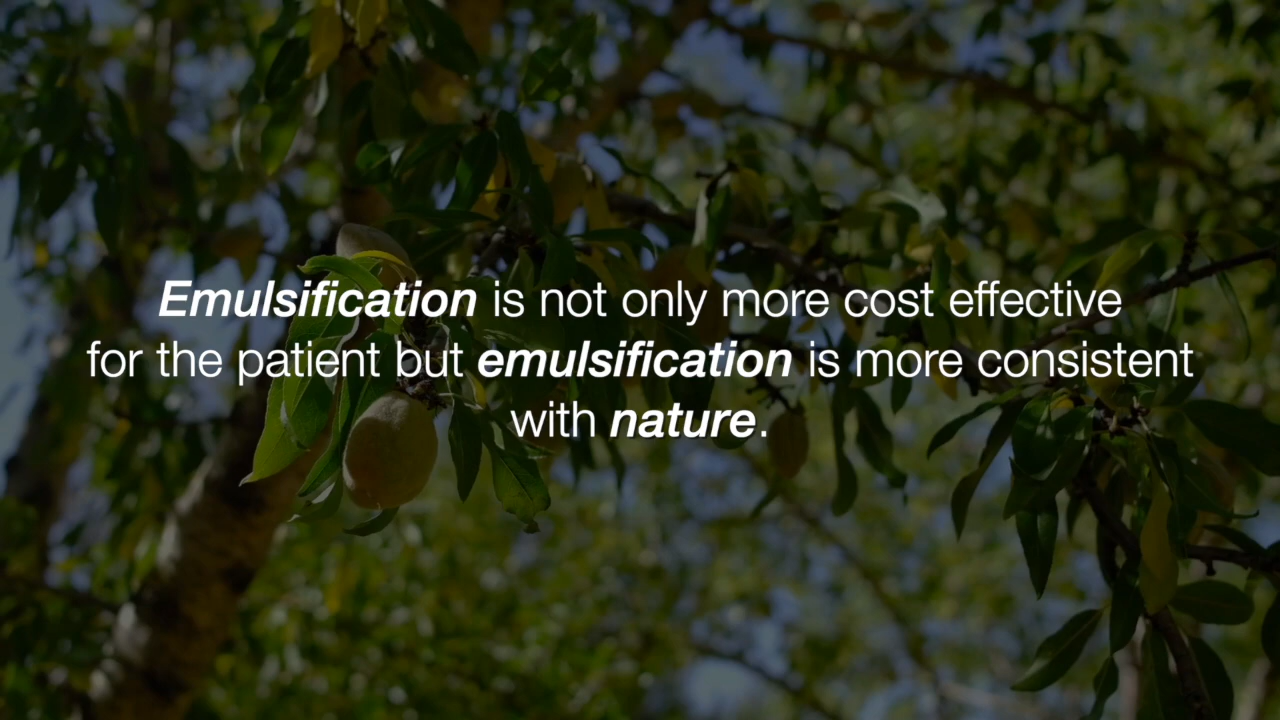 Emulsification is not only more cost effective
for the patient but emulsification is more consistent
with nature.